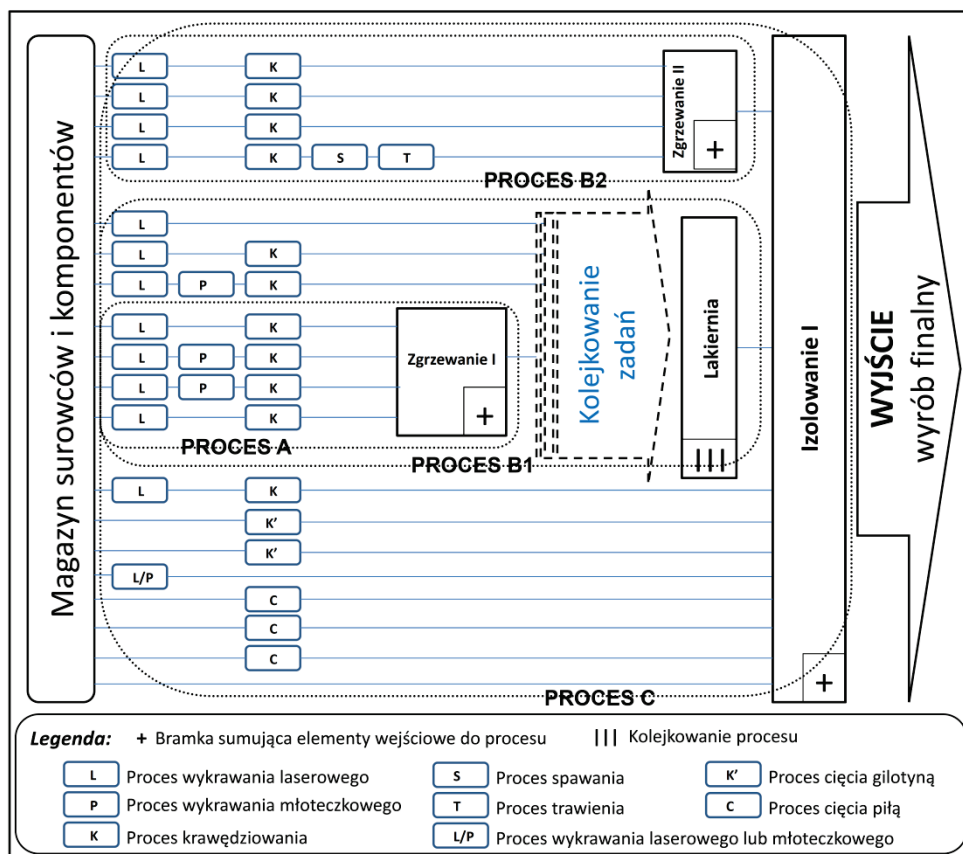 Magazyn surowców i komponentów
L K
L K
L K
L K S T
Zgrzewanie II
+
PROCES B2
L
L K
L P K
L K
L P K
L P K
L K
Zgrzewanie I
+
PROCES A
PROCES B1
Kolejkowanie
zadań
Lakiernia
|||
L K
K'
K'
L/P
C
C
C
PROCES C
Izolowanie I
+
WYJŚCIE
wyrób finalny
Legenda: + Bramka sumująca elementy wejściowe do procesu ||| Kolejkowanie procesu
L Proces wykrawania laserowego S Proces spawania K' Proces cięcia gilotyną
P Proces wykrawania młoteczkowego T Proces trawienia C Proces cięcia piłą
K Proces krawędziowania L/P Proces wykrawania laserowego lub młoteczkowego